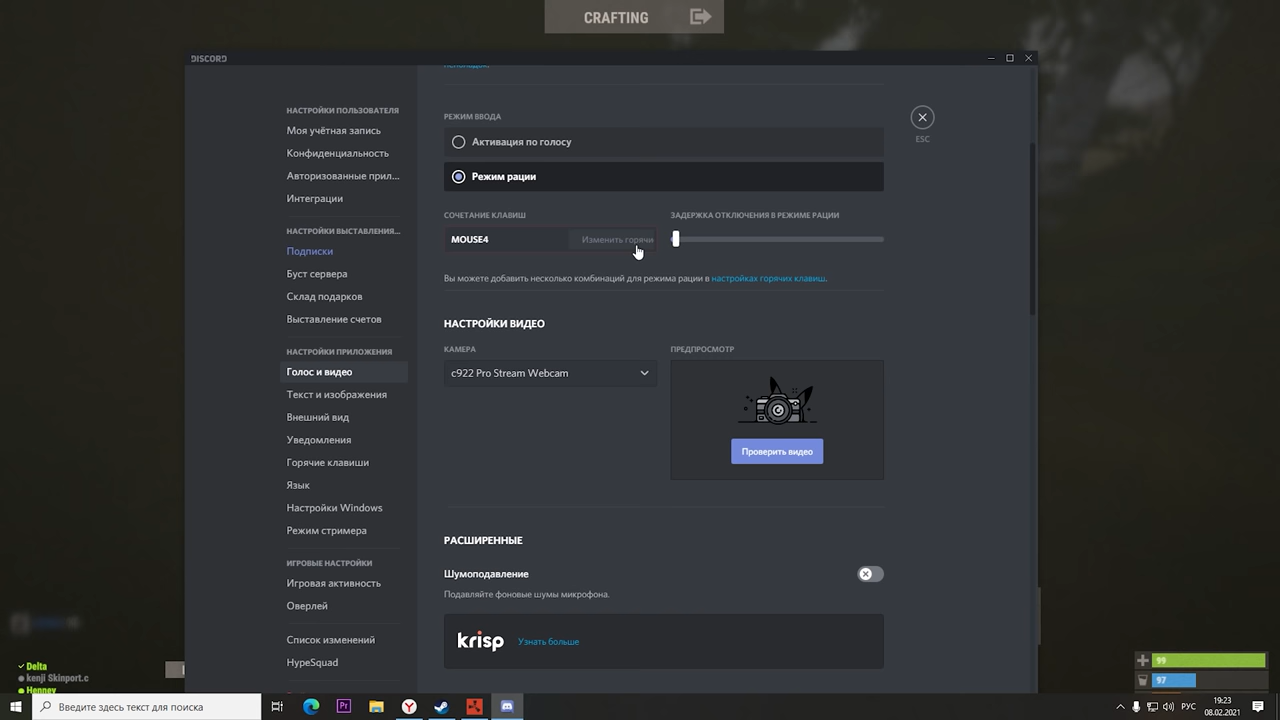 CRAFTING
DISCORD
НАСТРОЙКИ ПОЛЬЗОВАТЕЛЯ
Моя учётная запись
Конфиденциальность
Авторизованные прил...
Интеграции
НАСТРОЙКИ ВЫСТАВЛЕНИЯ...
Подписки
Буст сервера
Склад подарков
Выставление счетов
НАСТРОЙКИ ПРИЛОЖЕНИЯ
Голос и видео
Текст и изображения
Внешний вид
Уведомления
Горячие клавиши
Язык
Настройки Windows
Режим стримера
ИГРОВЫЕ НАСТРОЙКИ
Игровая активность
Оверлей
Список изменений
HypeSquad
РЕЖИМ ВВОДА
Активация по голосу
Режим рации
СОЧЕТАНИЕ КЛАВИШ
MOUSE4
Изменить горячи
ЗАДЕРЖКА ОТКЛЮЧЕНИЯ В РЕЖИМЕ РАЦИИ
Вы можете добавить несколько комбинаций для режима рации в настройках горячих клавиш.
НАСТРОЙКИ ВИДЕО
КАМЕРА
c922 Pro Stream Webcam
ПРЕДПРОСМОТР
Проверить видео
РАСШИРЕННЫЕ
Шумоподавление
Подавляйте фоновые шумы микрофона.
krisp
Узнать больше
ESC
Delta
kenji Skinport.c
Henney
99
97
Введите здесь текст для поиска
Pr
РУС
19:23
08.02.2021